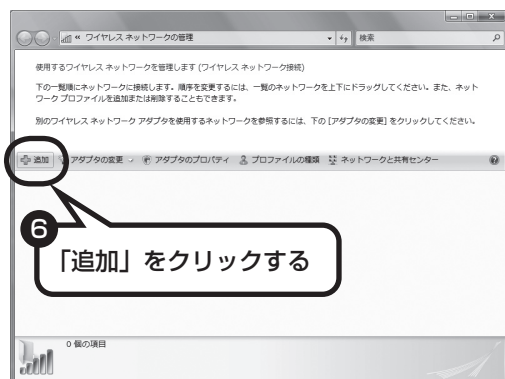 « ワイヤレス ネットワークの管理
検索
使用するワイヤレス ネットワークを管理します (ワイヤレス ネットワーク接続)
下の一覧順にネットワークに接続します。順序を変更するには、一覧のネットワークを上下にドラッグしてください。また、ネット
ワーク プロファイルを追加または削除することもできます。
別のワイヤレス ネットワーク アダプタを使用するネットワークを参照するには、下の [アダプタの変更] をクリックしてください。
追加 アダプタの変更 アダプタのプロパティ プロファイルの種類 ネットワークと共有センター
6
「追加」をクリックする
0 個の項目